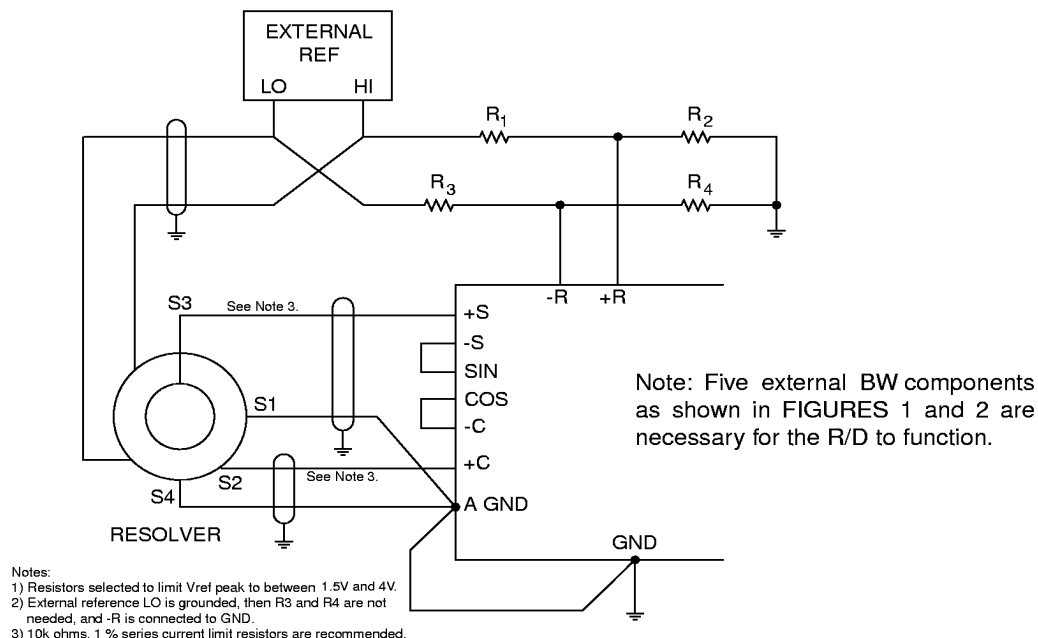 EXTERNAL
REF
LO HI
R1
R2
R3
R4
-R +R
S3
See Note 3.
+S
-S
SIN
COS
-C
+C
A GND
GND
S1
S2
See Note 3.
S4
RESOLVER
Note: Five external BW components
as shown in FIGURES 1 and 2 are
necessary for the R/D to function.
Notes:
1) Resistors selected to limit Vref peak to between 1.5V and 4V.
2) External reference LO is grounded, then R3 and R4 are not
needed, and -R is connected to GND.
3) 10k ohms, 1 % series current limit resistors are recommended.